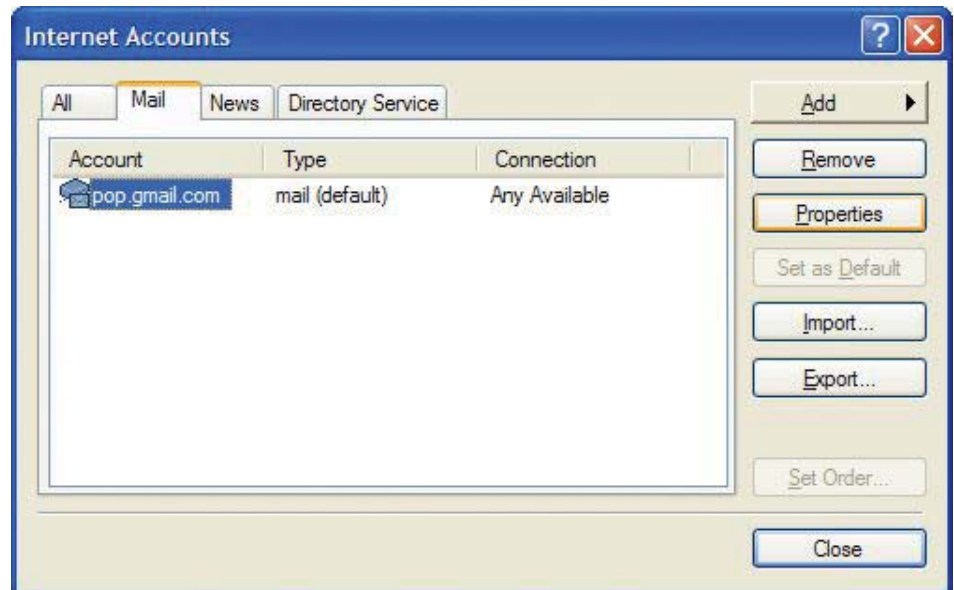 Internet Accounts
All Mail News Directory Service
Add
Account Type Connection
Remove
pop.gmail.com mail (default) Any Available
Properties
Set as Default
Import...
Export...
Set Order...
Close